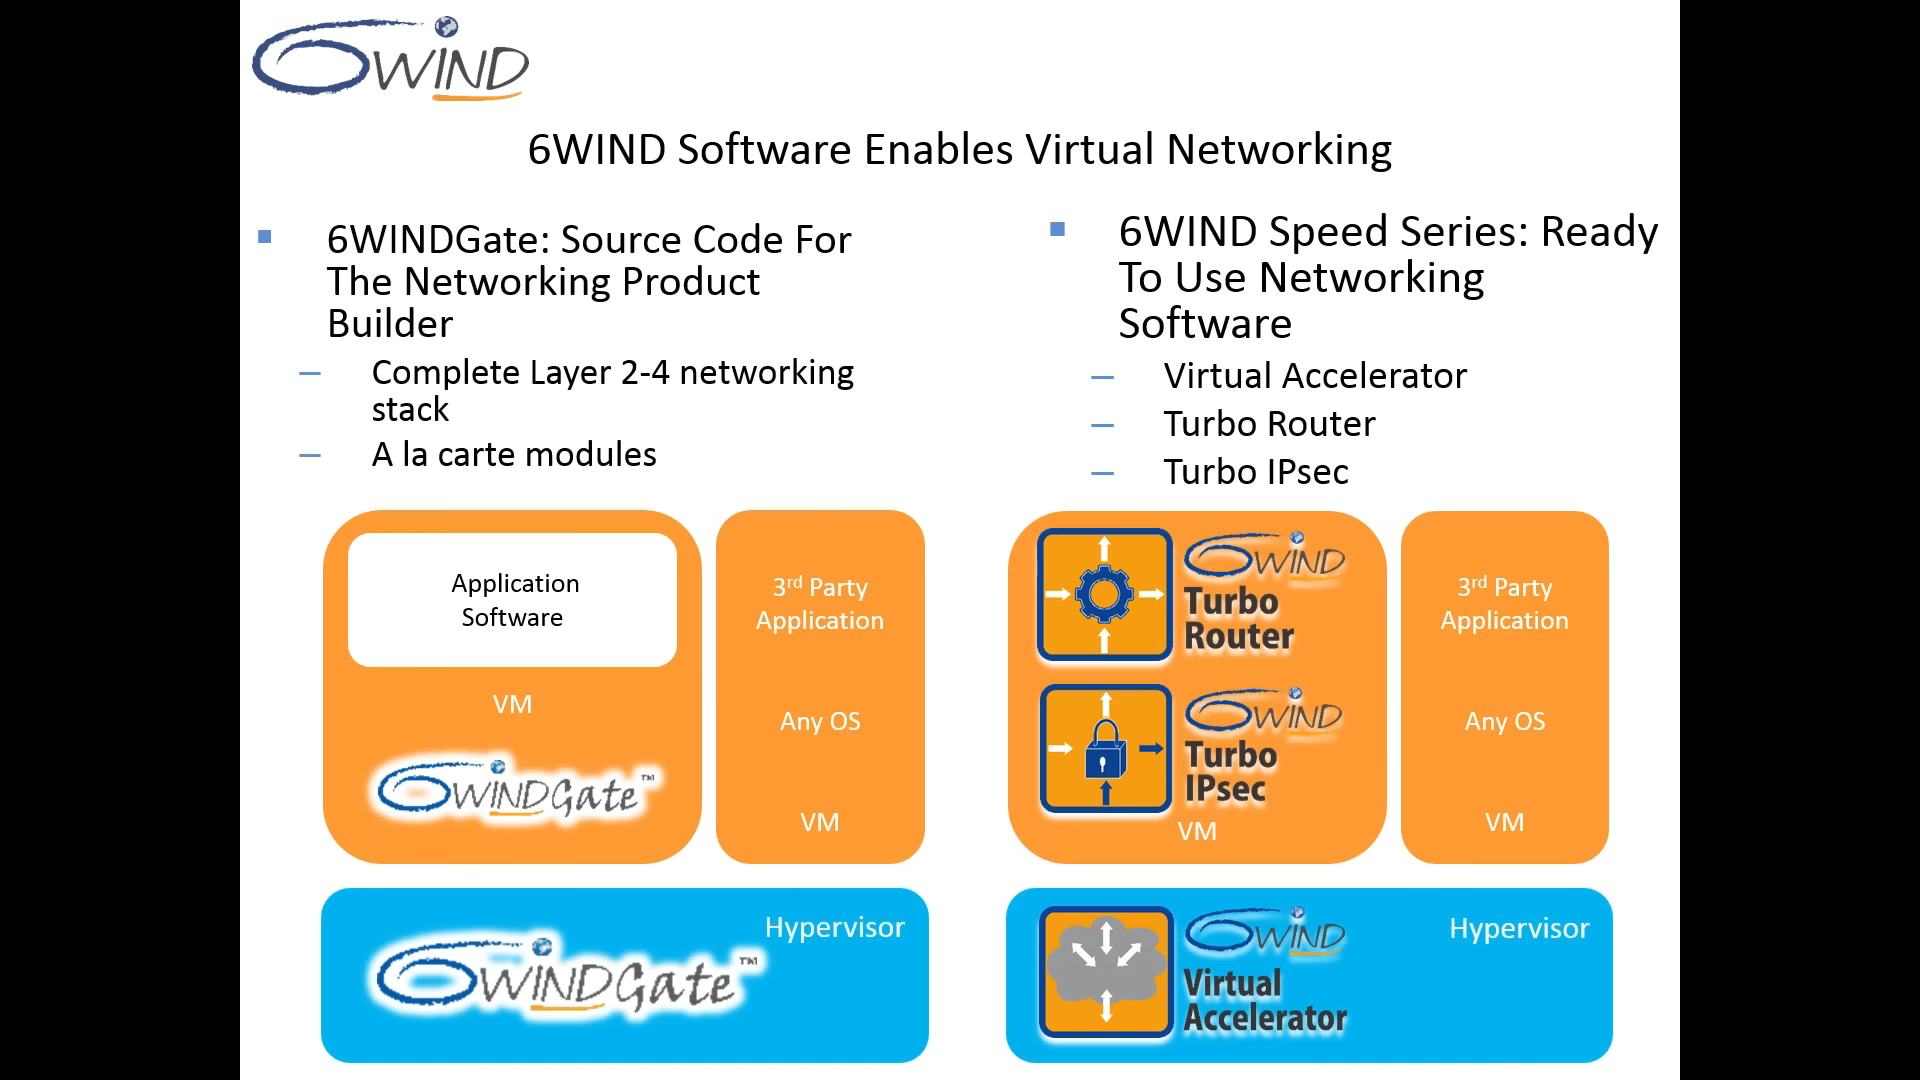 6WIND
6WIND Software Enables Virtual Networking
6WINDGate: Source Code For
The Networking Product
Builder
– Complete Layer 2-4 networking
stack
– A la carte modules
6WIND Speed Series: Ready
To Use Networking
Software
– Virtual Accelerator
– Turbo Router
– Turbo IPsec
Application
Software
VM
6WINDGate™
3rd Party
Application
Any OS
VM
Hypervisor
6WINDGate™
6WIND
Turbo
Router
6WIND
Turbo
IPsec
VM
3rd Party
Application
Any OS
VM
Hypervisor
6WIND
Virtual
Accelerator